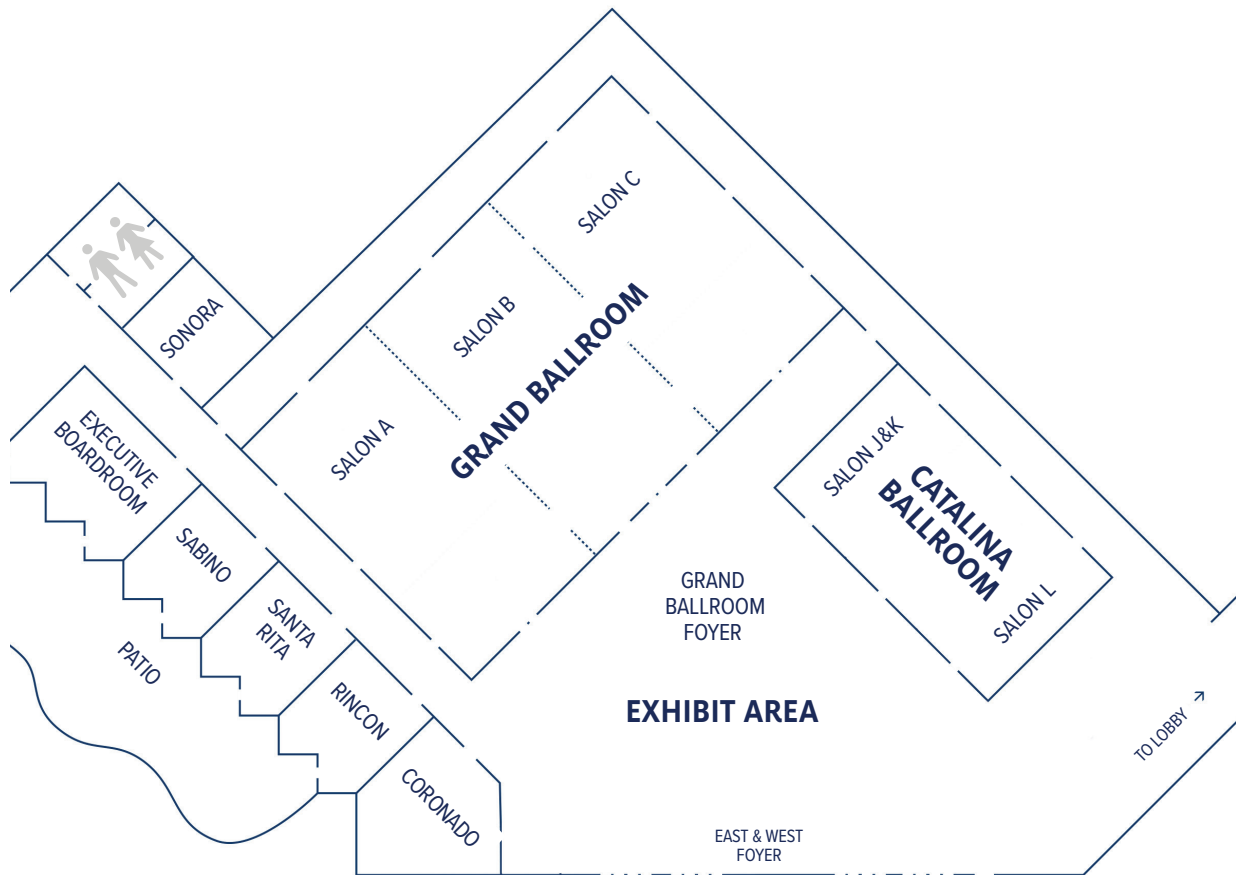 SALON C
SONORA
SALON B
GRAND BALLROOM
SALON A
EXECUTIVE
BOARDROOM
SALON J&K
CATALINA
BALLROOM
SALON L
SABINO
SANTA
RITA
GRAND
BALLROOM
FOYER
PATIO
RINCON
EXHIBIT AREA
TO LOBBY
CORONADO
EAST & WEST
FOYER